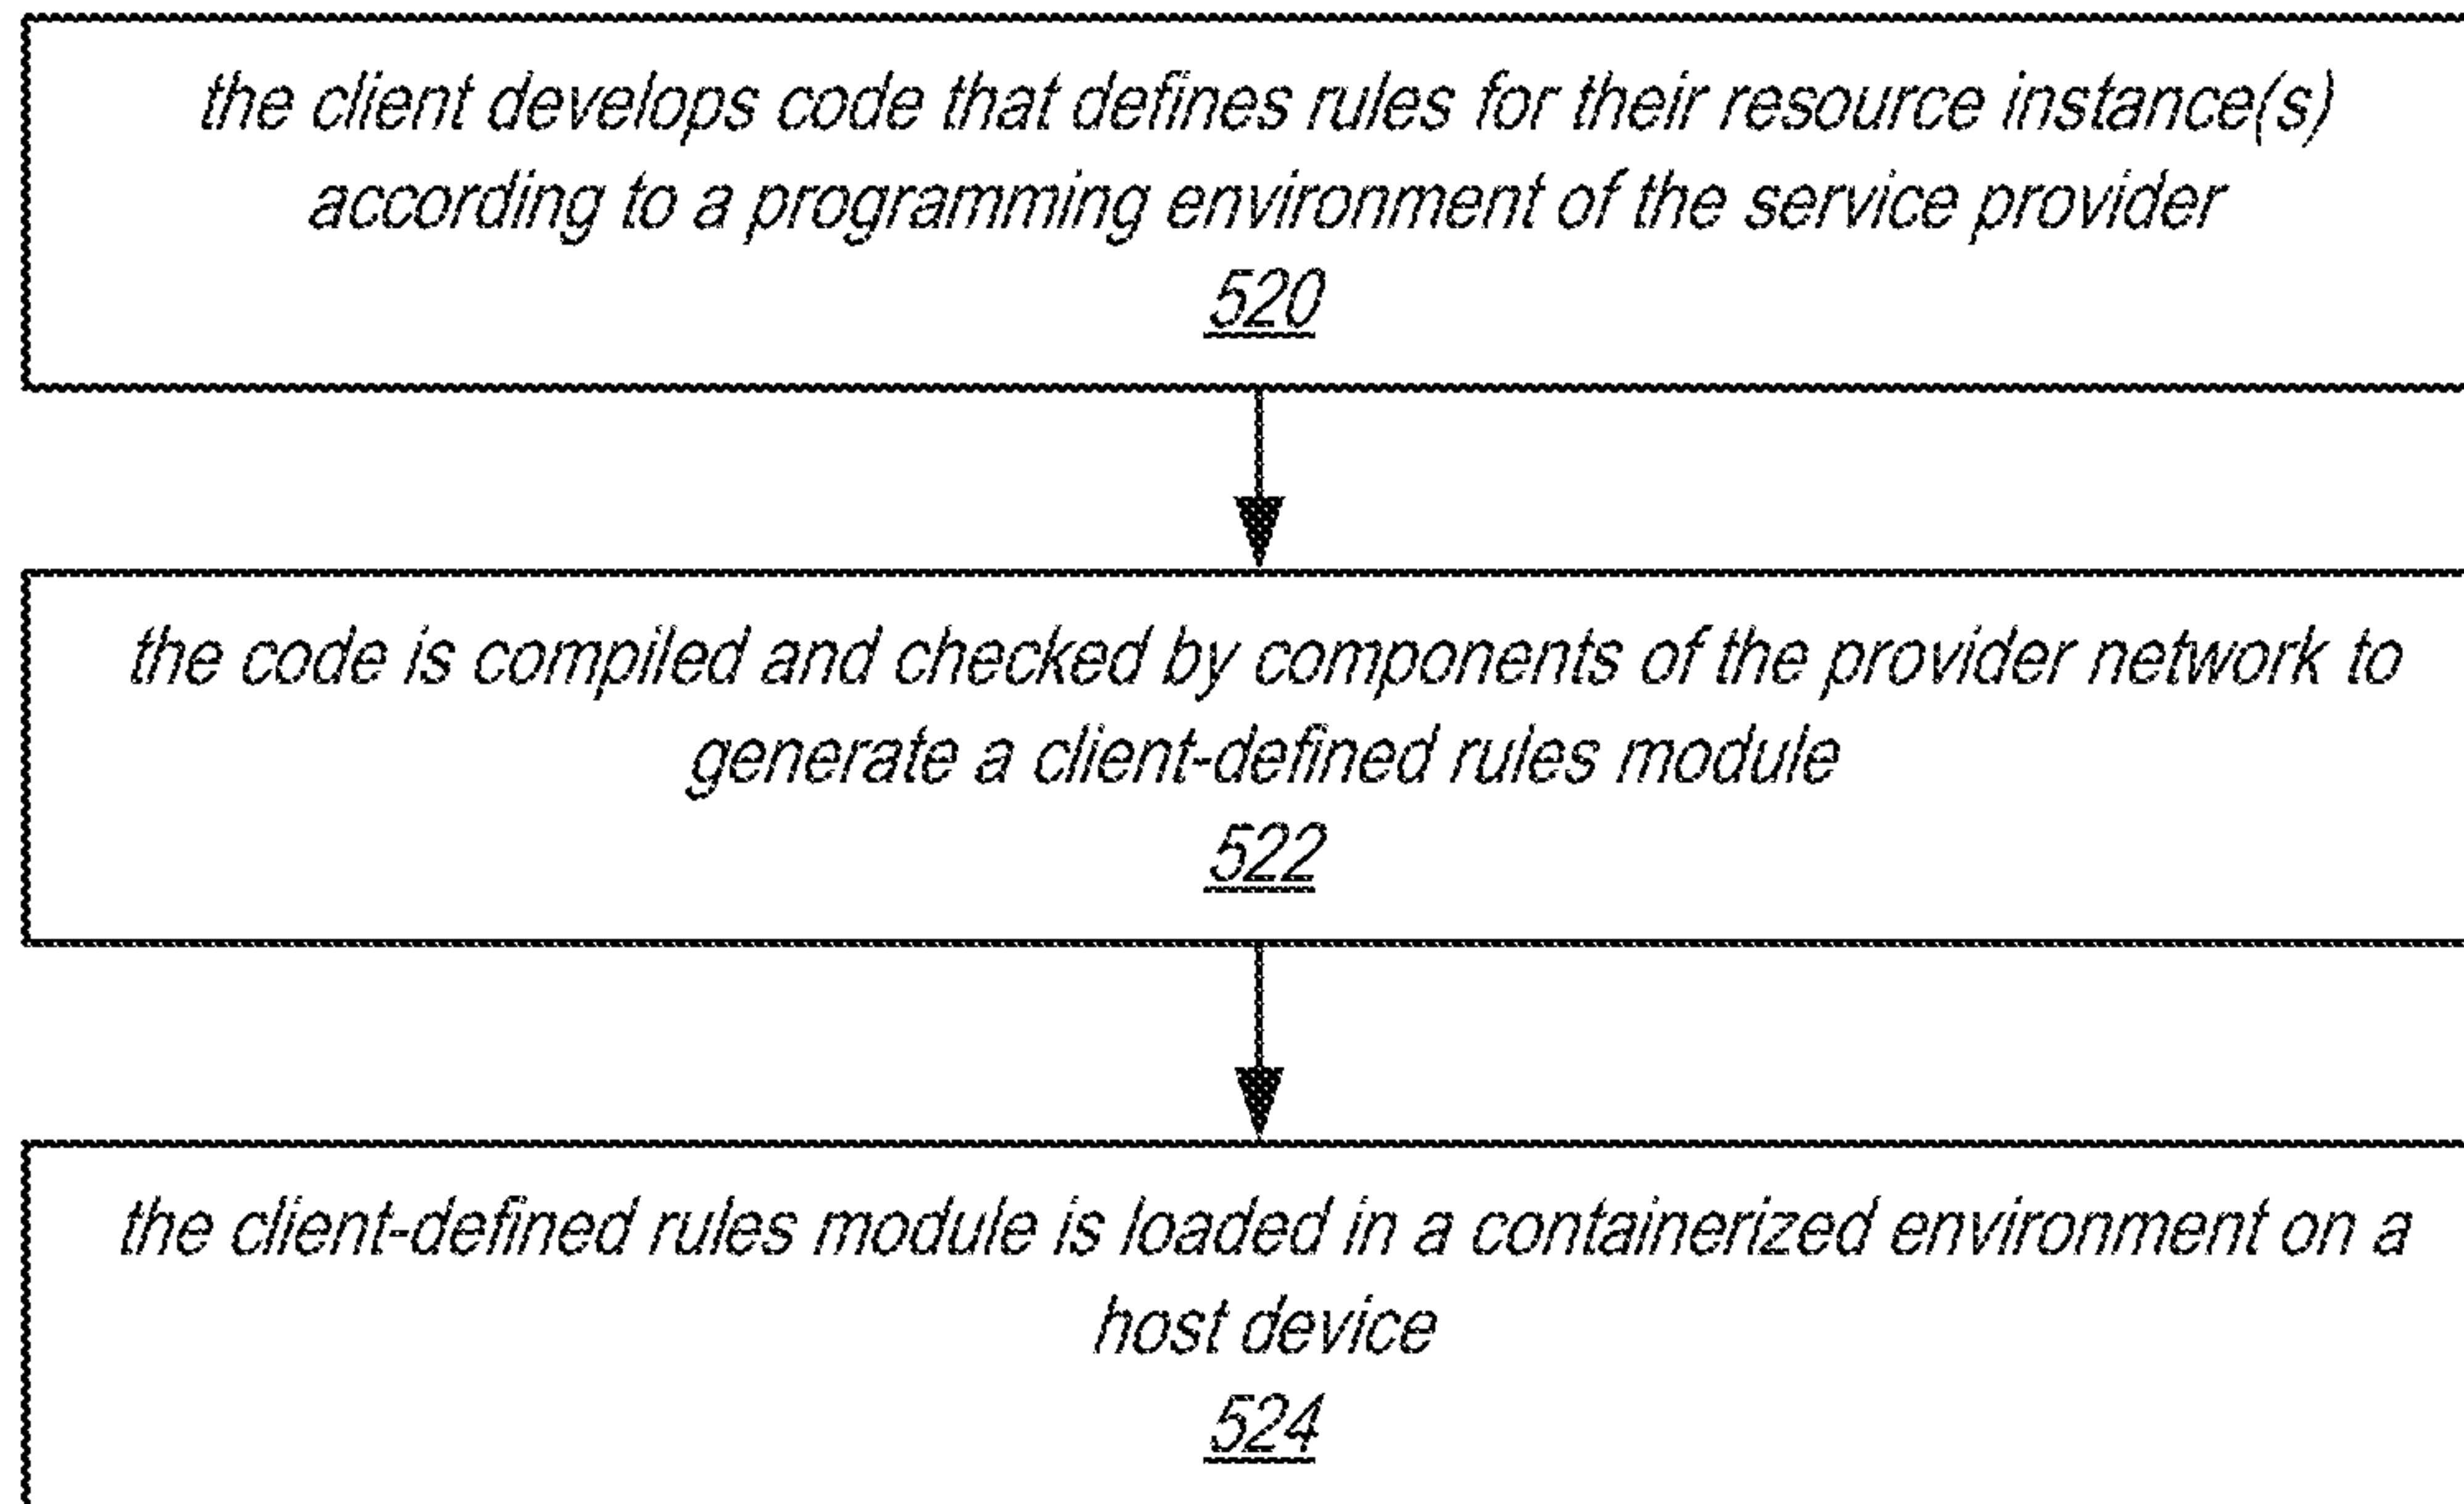 the client develops code that defines rules for their resource instance(s)
according to a programming environment of the service provider
520
the code is compiled and checked by components of the provider network to
generate a client-defined rules module
522
the client-defined rules module is loaded in a containerized environment on a
host device
524